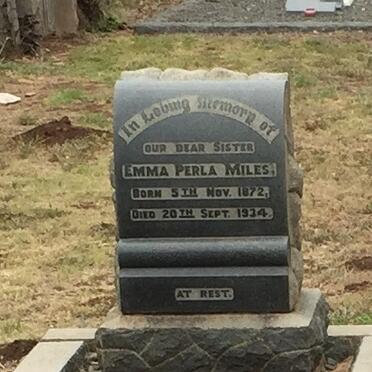 In Loving Memory of
OUR DEAR SISTER
EMMA PERLA MILES.
BORN 5TH NOV. 1872,
DIED 20TH SEPT. 1934.
AT REST.